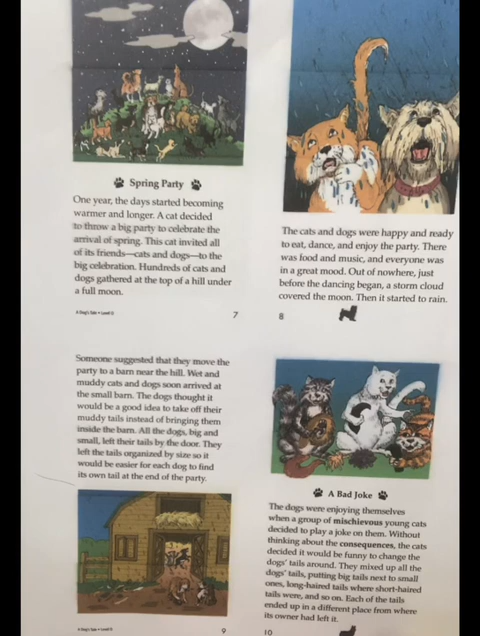 Spring Party
One year, the days started becoming
warmer and longer. A cat decided
to throw a big party to celebrate the
arrival of spring. This cat invited all
of its friends—cats and dogs—to the
big celebration. Hundreds of cats and
dogs gathered at the top of a hill under
a full moon.
A Dog's Tale • Level O
7
The cats and dogs were happy and ready
to eat, dance, and enjoy the party. There
was food and music, and everyone was
in a great mood. Out of nowhere, just
before the dancing began, a storm cloud
covered the moon. Then it started to rain.
8
Someone suggested that they move the
party to a barn near the hill. Wet and
muddy cats and dogs soon arrived at
the small barn. The dogs thought it
would be a good idea to take off their
muddy tails instead of bringing them
inside the barn. All the dogs, big and
small, left their tails by the door. They
left the tails organized by size so it
would be easier for each dog to find
its own tail at the end of the party.
A Dog's Tale • Level O
9
A Bad Joke
The dogs were enjoying themselves
when a group of mischievous young cats
decided to play a joke on them. Without
thinking about the consequences, the cats
decided it would be funny to change the
dogs' tails around. They mixed up all the
dogs' tails, putting big tails next to small
ones, long-haired tails where short-haired
tails were, and so on. Each of the tails
ended up in a different place from where
its owner had left it.
10